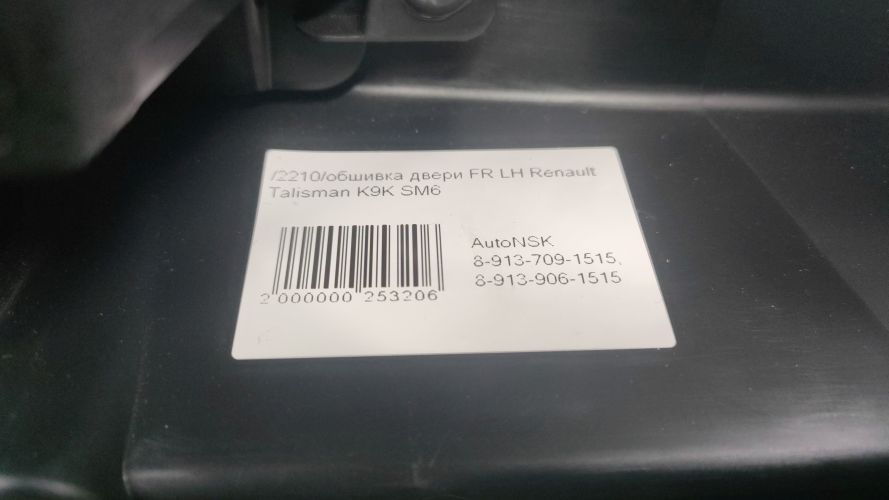 /2210/обшивка двери FR LH Renault
Talisman K9K SM6
AutoNSK
8-913-709-1515,
8-913-906-1515
2 000000 253206